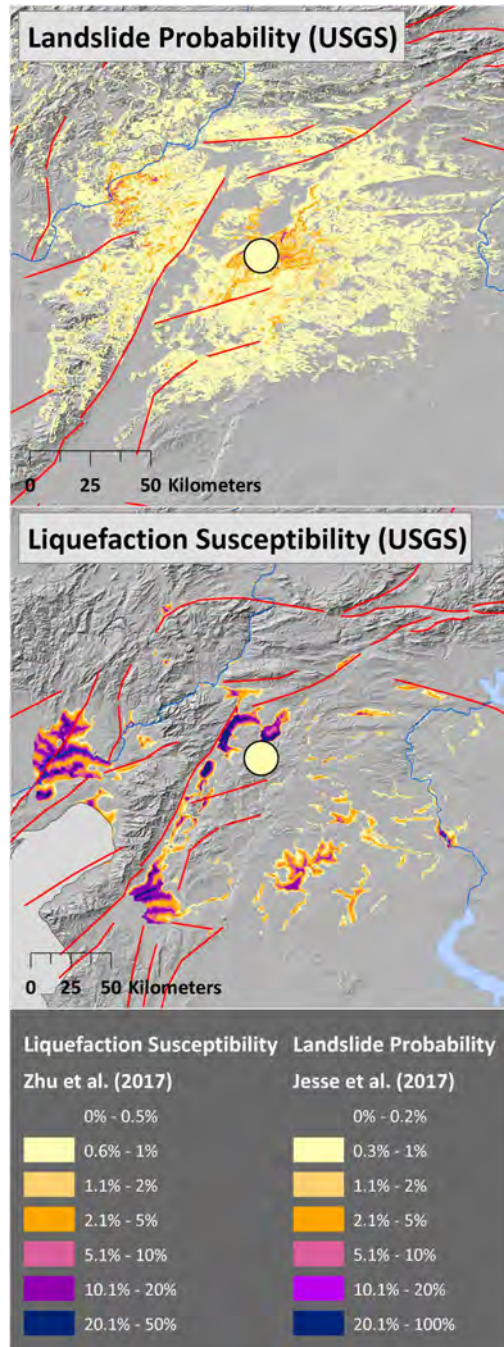 Landslide Probability (USGS)
0 25 50 Kilometers
Liquefaction Susceptibility (USGS)
0 25 50 Kilometers
Liquefaction Susceptibility
Zhu et al. (2017)
0% - 0.5%
0.6% - 1%
1.1% - 2%
2.1% - 5%
5.1% - 10%
10.1% - 20%
20.1% - 50%
Landslide Probability
Jesse et al. (2017)
0% - 0.2%
0.3% - 1%
1.1% - 2%
2.1% - 5%
5.1% - 10%
10.1% - 20%
20.1% - 100%